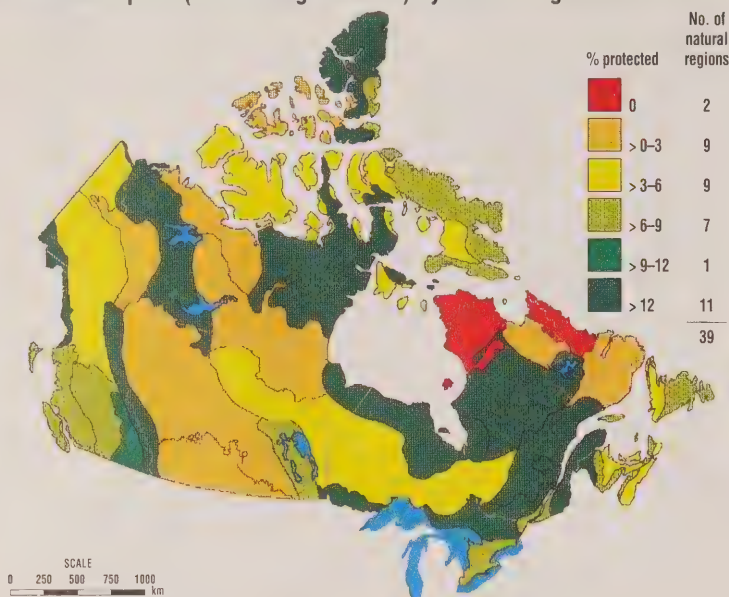 No. of
natural
% protected regions
0 2
> 0–3 9
> 3–6 9
> 6–9 7
> 9–12 1
> 12 11
39
SCALE
0 250 500 750 1000
km